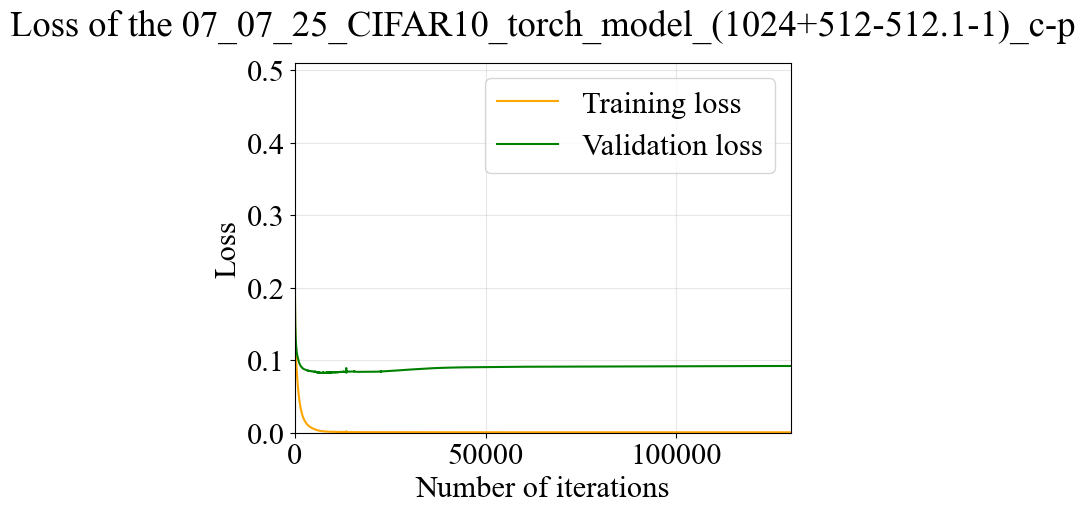 Loss of the 07_07_25_CIFAR10_torch_model_(1024+512-512.1-1)_c-p
0.5
Training loss
0.4
Validation loss
0.3
Loss
0.2
0.1
0.0
0 50000 100000
Number of iterations